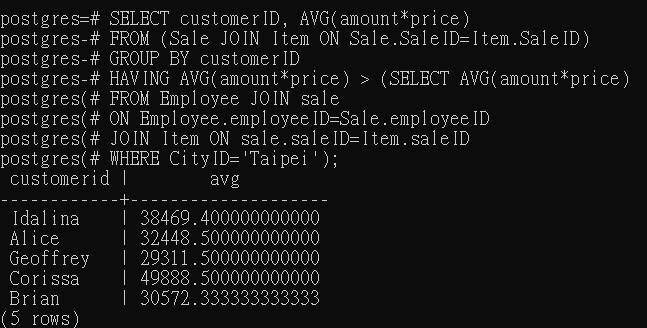 postgres=# SELECT customerID, AVG(amount*price)
postgres-# FROM (Sale JOIN Item ON Sale.SaleID=Item.SaleID)
postgres-# GROUP BY customerID
postgres-# HAVING AVG(amount*price) > (SELECT AVG(amount*price)
postgres(# FROM Employee JOIN sale
postgres(# ON Employee.employeeID=Sale.employeeID
postgres(# JOIN Item ON sale.saleID=Item.saleID
postgres(# WHERE CityID='Taipei');
 customerid |        avg
------------+--------------------
 Idalina    | 38469.400000000000
 Alice      | 32448.500000000000
 Geoffrey   | 29311.500000000000
 Corissa    | 49888.500000000000
 Brian      | 30572.333333333333
(5 rows)